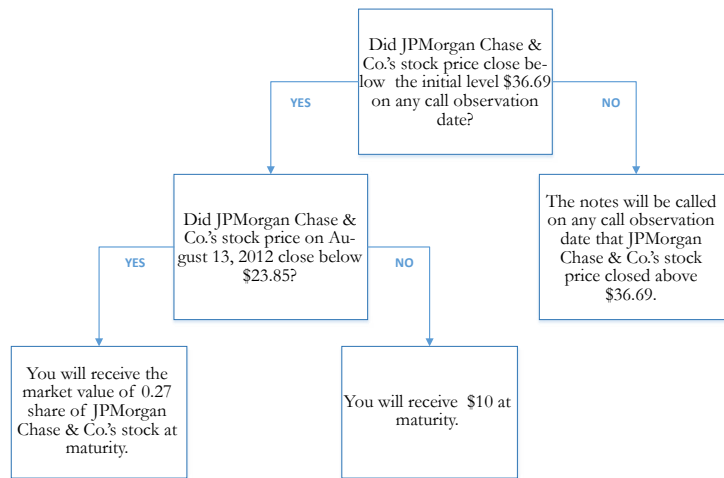 Did JPMorgan Chase &
Co.'s stock price close be-
low the initial level $36.69
on any call observation
date?
YES
NO
Did JPMorgan Chase &
Co.'s stock price on Au-
gust 13, 2012 close below
$23.85?
The notes will be called
on any call observation
date that JPMorgan
Chase & Co.'s stock
price closed above
$36.69.
YES
NO
You will receive the
market value of 0.27
share of JPMorgan
Chase & Co.'s stock at
maturity.
You will receive $10 at
maturity.